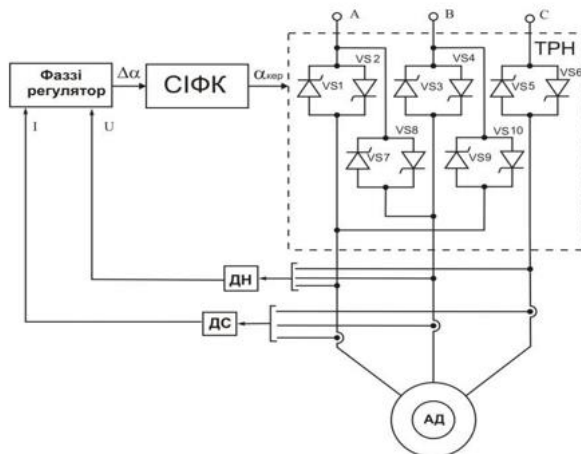 A
B
C
ТРН
Фаззі
регулятор
Δα
СІФК
αкер
VS1
VS2
VS3
VS4
VS5
VS6
I
U
VS7
VS8
VS9
VS10
ДН
ДС
АД